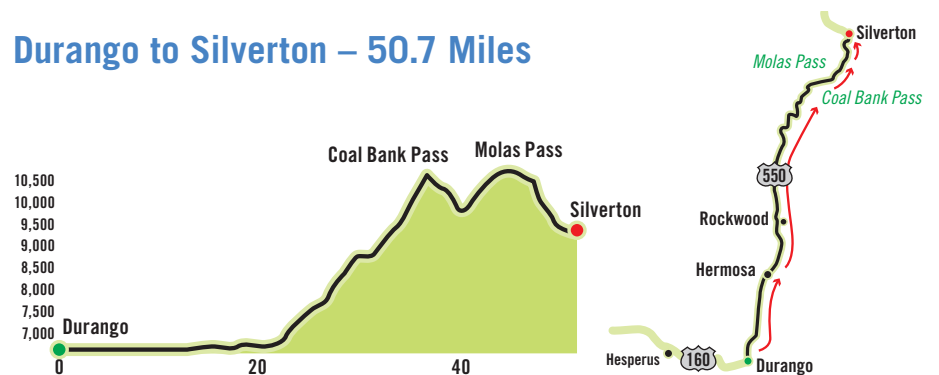 Durango to Silverton – 50.7 Miles
Coal Bank Pass
Molas Pass
10,500
10,000
9,500
9,000
8,500
8,000
7,500
7,000
Silverton
Durango
0
20
40
Silverton
Molas Pass
Coal Bank Pass
550
Rockwood
Hermosa
Hesperus
160
Durango